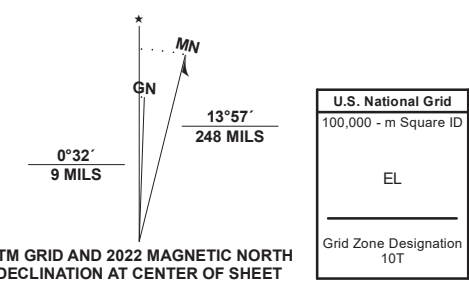 MN
GN
13°57´
248 MILS
0°32´
9 MILS
TM GRID AND 2022 MAGNETIC NORTH
DECLINATION AT CENTER OF SHEET
U.S. National Grid
100,000 - m Square ID
EL
Grid Zone Designation
10T